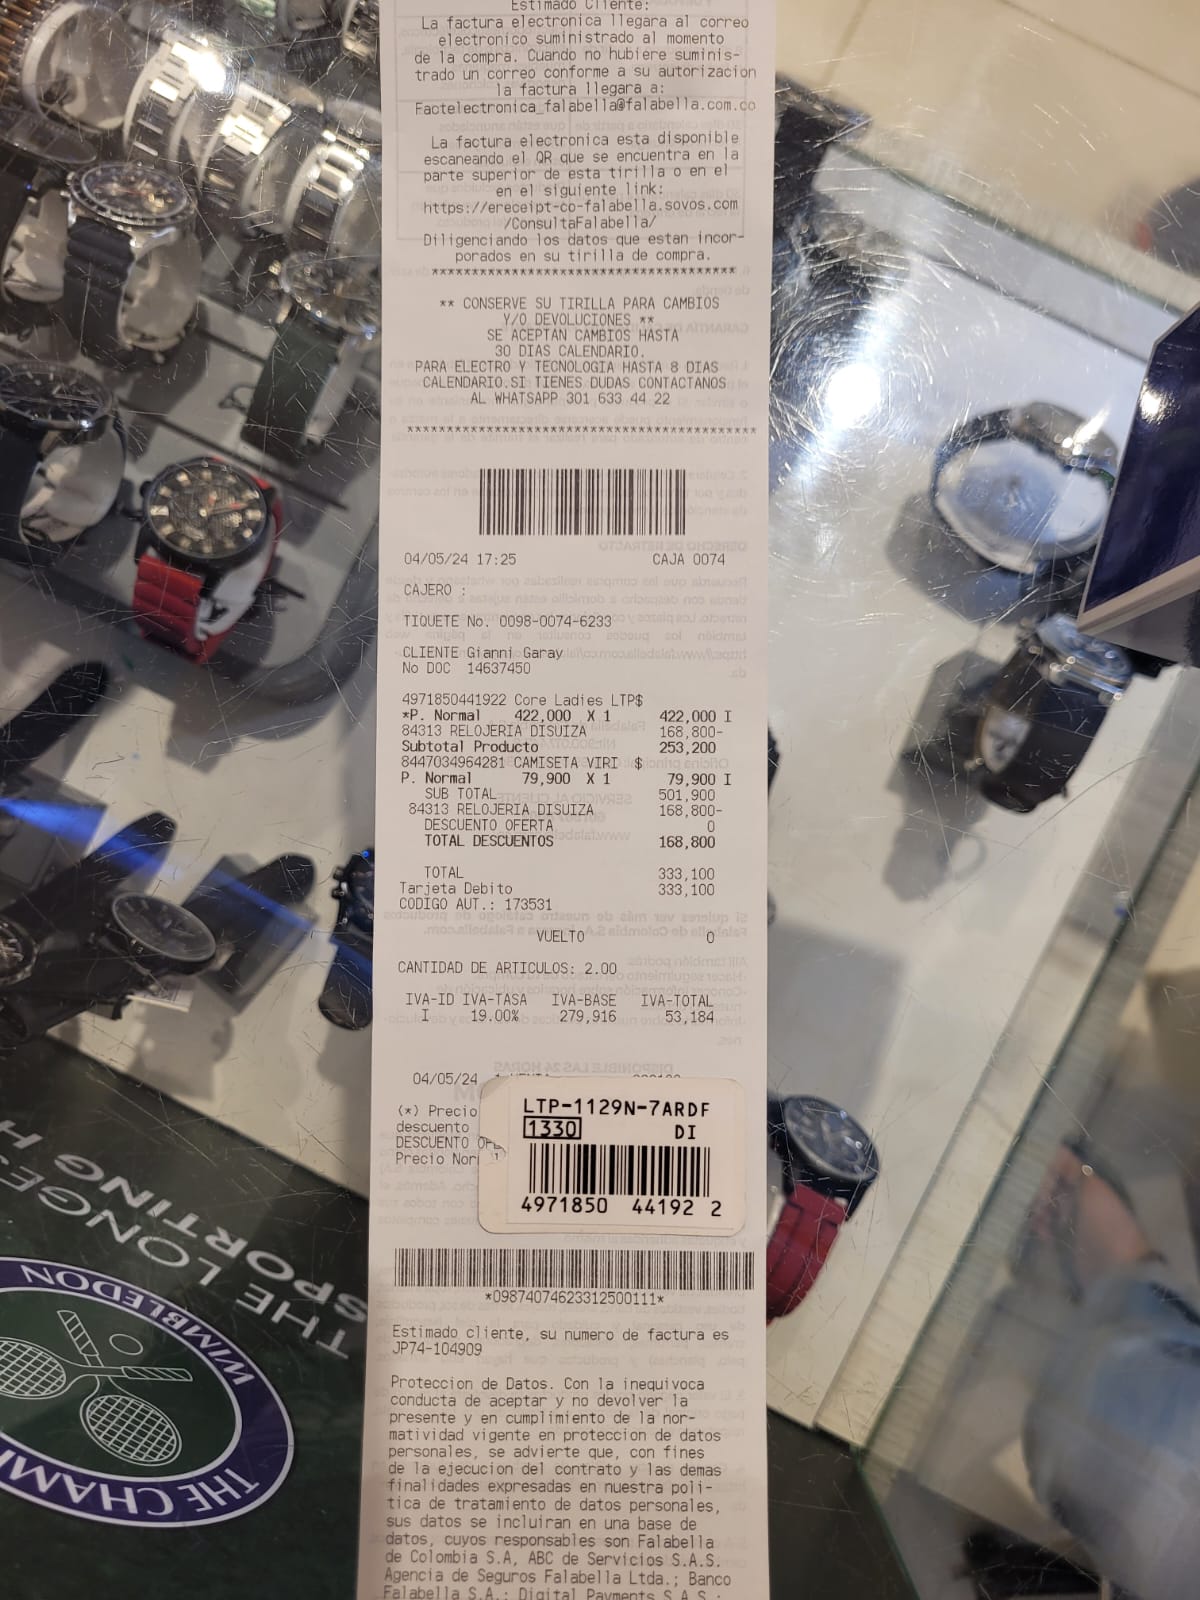 Estimado Cliente:
La factura electronica llegara al correo
electronico suministrado al momento
de la compra. Cuando no hubiere suminis-
trado un correo conforme a su autorizacion
la factura llegara a:
Factelectronica_falabella@falabella.com.co
La factura electronica esta disponible
escaneando el QR que se encuentra en la
parte superior de esta tirilla o en el
en el siguiente link:
https://ereceipt-co-falabella.sovos.com
/ConsultaFalabella/
Diligenciando los datos que estan incor-
porados en su tirilla de compra.
**************************************
** CONSERVE SU TIRILLA PARA CAMBIOS
Y/O DEVOLUCIONES **
SE ACEPTAN CAMBIOS HASTA
30 DIAS CALENDARIO.
PARA ELECTRO Y TECNOLOGIA HASTA 8 DIAS
CALENDARIO.SI TIENES DUDAS CONTACTANOS
AL WHATSAPP 301 633 44 22
*******************************************
04/05/24 17:25 CAJA 0074
CAJERO :
TIQUETE No. 0098-0074-6233
CLIENTE Gianni Garay
No DOC 14637450
4971850441922 Core Ladies LTP$
*P. Normal 422,000 X 1 422,000 I
84313 RELOJERIA DISUIZA 168,800-
Subtotal Producto 253,200
8447034964281 CAMISETA VIRI $
P. Normal 79,900 X 1 79,900 I
SUB TOTAL 501,900
84313 RELOJERIA DISUIZA 168,800-
DESCUENTO OFERTA 0
TOTAL DESCUENTOS 168,800
TOTAL 333,100
Tarjeta Debito 333,100
CODIGO AUT.: 173531
VUELTO 0
CANTIDAD DE ARTICULOS: 2.00
IVA-ID IVA-TASA IVA-BASE IVA-TOTAL
I 19.00% 279,916 53,184
04/05/24
(*) Precio
descuento
DESCUENTO
Precio
LTP-1129N-7ARDF
1330 DI
4971850 44192 2
*09874074623312500111*
Estimado cliente, su numero de factura es
JP74-104909
Proteccion de Datos. Con la inequivoca
conducta de aceptar y no devolver la
presente y en cumplimiento de la nor-
matividad vigente en proteccion de datos
personales, se advierte que, con fines
de la ejecucion del contrato y las demas
finalidades expresadas en nuestra poli-
tica de tratamiento de datos personales,
sus datos se incluiran en una base de
datos, cuyos responsables son Falabella
de Colombia S.A, ABC de Servicios S.A.S.
Agencia de Seguros Falabella Ltda.; Banco
Falabella S.A.; Digital Payments S.A.S.;
THE LONGES
SPORTING H
WIMBLEDON
THE CHAMPI